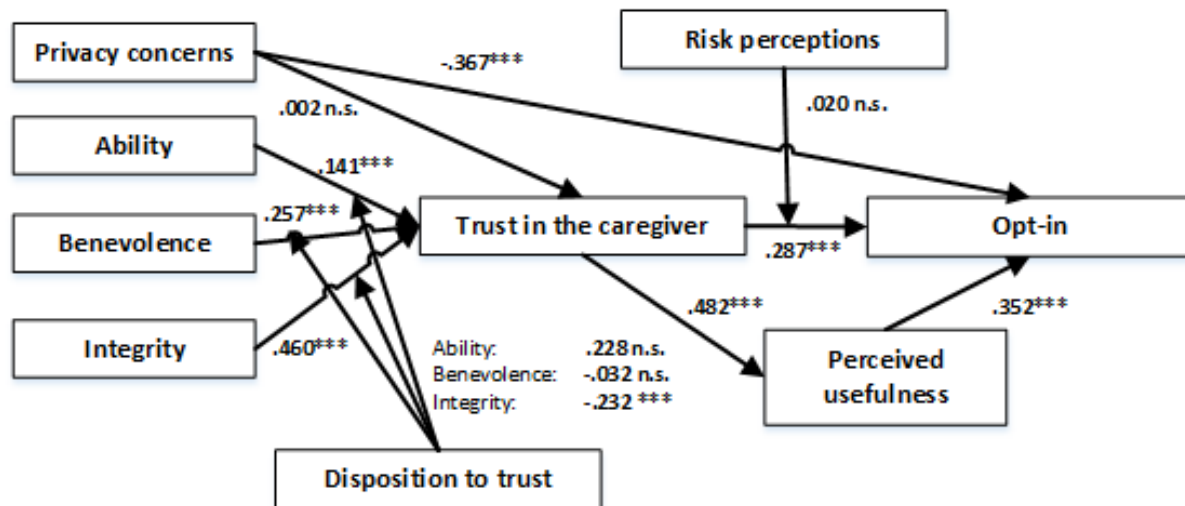 Privacy concerns
Risk perceptions
-.367***
.002 n.s.
.020 n.s.
Ability
.141***
.257***
Benevolence
Trust in the caregiver
Opt-in
.287***
.482***
.352***
Integrity
.460***
Ability: .228 n.s.
Benevolence: -.032 n.s.
Integrity: -.232 ***
Perceived
usefulness
Disposition to trust